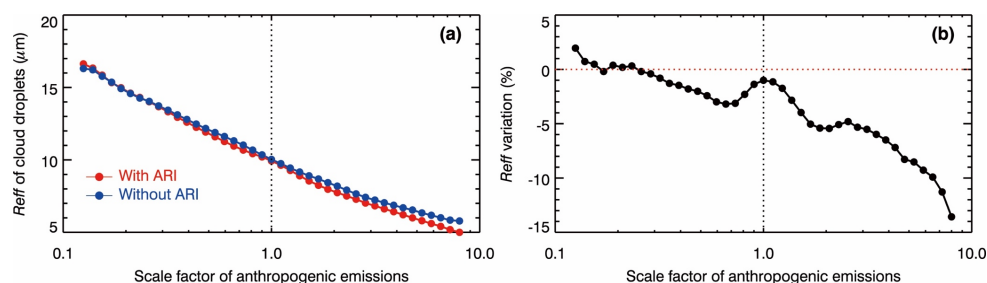 20
15
10
5
Reff of cloud droplets (μm)
(a)
With ARI
Without ARI
0.1
1.0
10.0
Scale factor of anthropogenic emissions
5
0
-5
-10
-15
Reff variation (%)
(b)
0.1
1.0
10.0
Scale factor of anthropogenic emissions